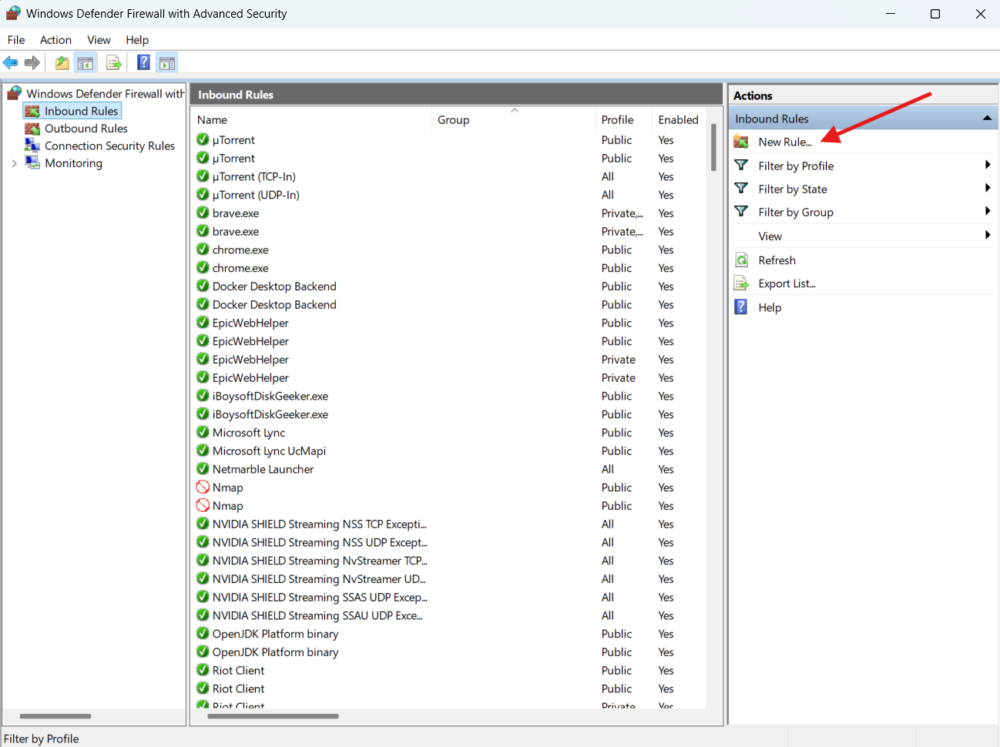 Windows Defender Firewall with Advanced Security
File Action View Help
Windows Defender Firewall with
Inbound Rules
Outbound Rules
Connection Security Rules
Monitoring
Inbound Rules
Name Group Profile Enabled
µTorrent Public Yes
µTorrent Public Yes
µTorrent (TCP-In) All Yes
µTorrent (UDP-In) All Yes
brave.exe Private,... Yes
brave.exe Private,... Yes
chrome.exe Public Yes
chrome.exe Public Yes
Docker Desktop Backend Public Yes
Docker Desktop Backend Public Yes
EpicWebHelper Public Yes
EpicWebHelper Public Yes
EpicWebHelper Private Yes
EpicWebHelper Private Yes
iBoysoftDiskGeeker.exe Public Yes
iBoysoftDiskGeeker.exe Public Yes
Microsoft Lync Public Yes
Microsoft Lync UcMapi Public Yes
Netmarble Launcher All Yes
Nmap Public Yes
Nmap Public Yes
NVIDIA SHIELD Streaming NSS TCP Excepti... All Yes
NVIDIA SHIELD Streaming NSS UDP Except... All Yes
NVIDIA SHIELD Streaming NvStreamer TCP... All Yes
NVIDIA SHIELD Streaming NvStreamer UD... All Yes
NVIDIA SHIELD Streaming SSAS UDP Excep... All Yes
NVIDIA SHIELD Streaming SSAU UDP Exce... All Yes
OpenJDK Platform binary Public Yes
OpenJDK Platform binary Public Yes
Riot Client Public Yes
Riot Client Public Yes
Riot Client Private Yes
Actions
Inbound Rules
New Rule...
Filter by Profile
Filter by State
Filter by Group
View
Refresh
Export List...
Help
Filter by Profile